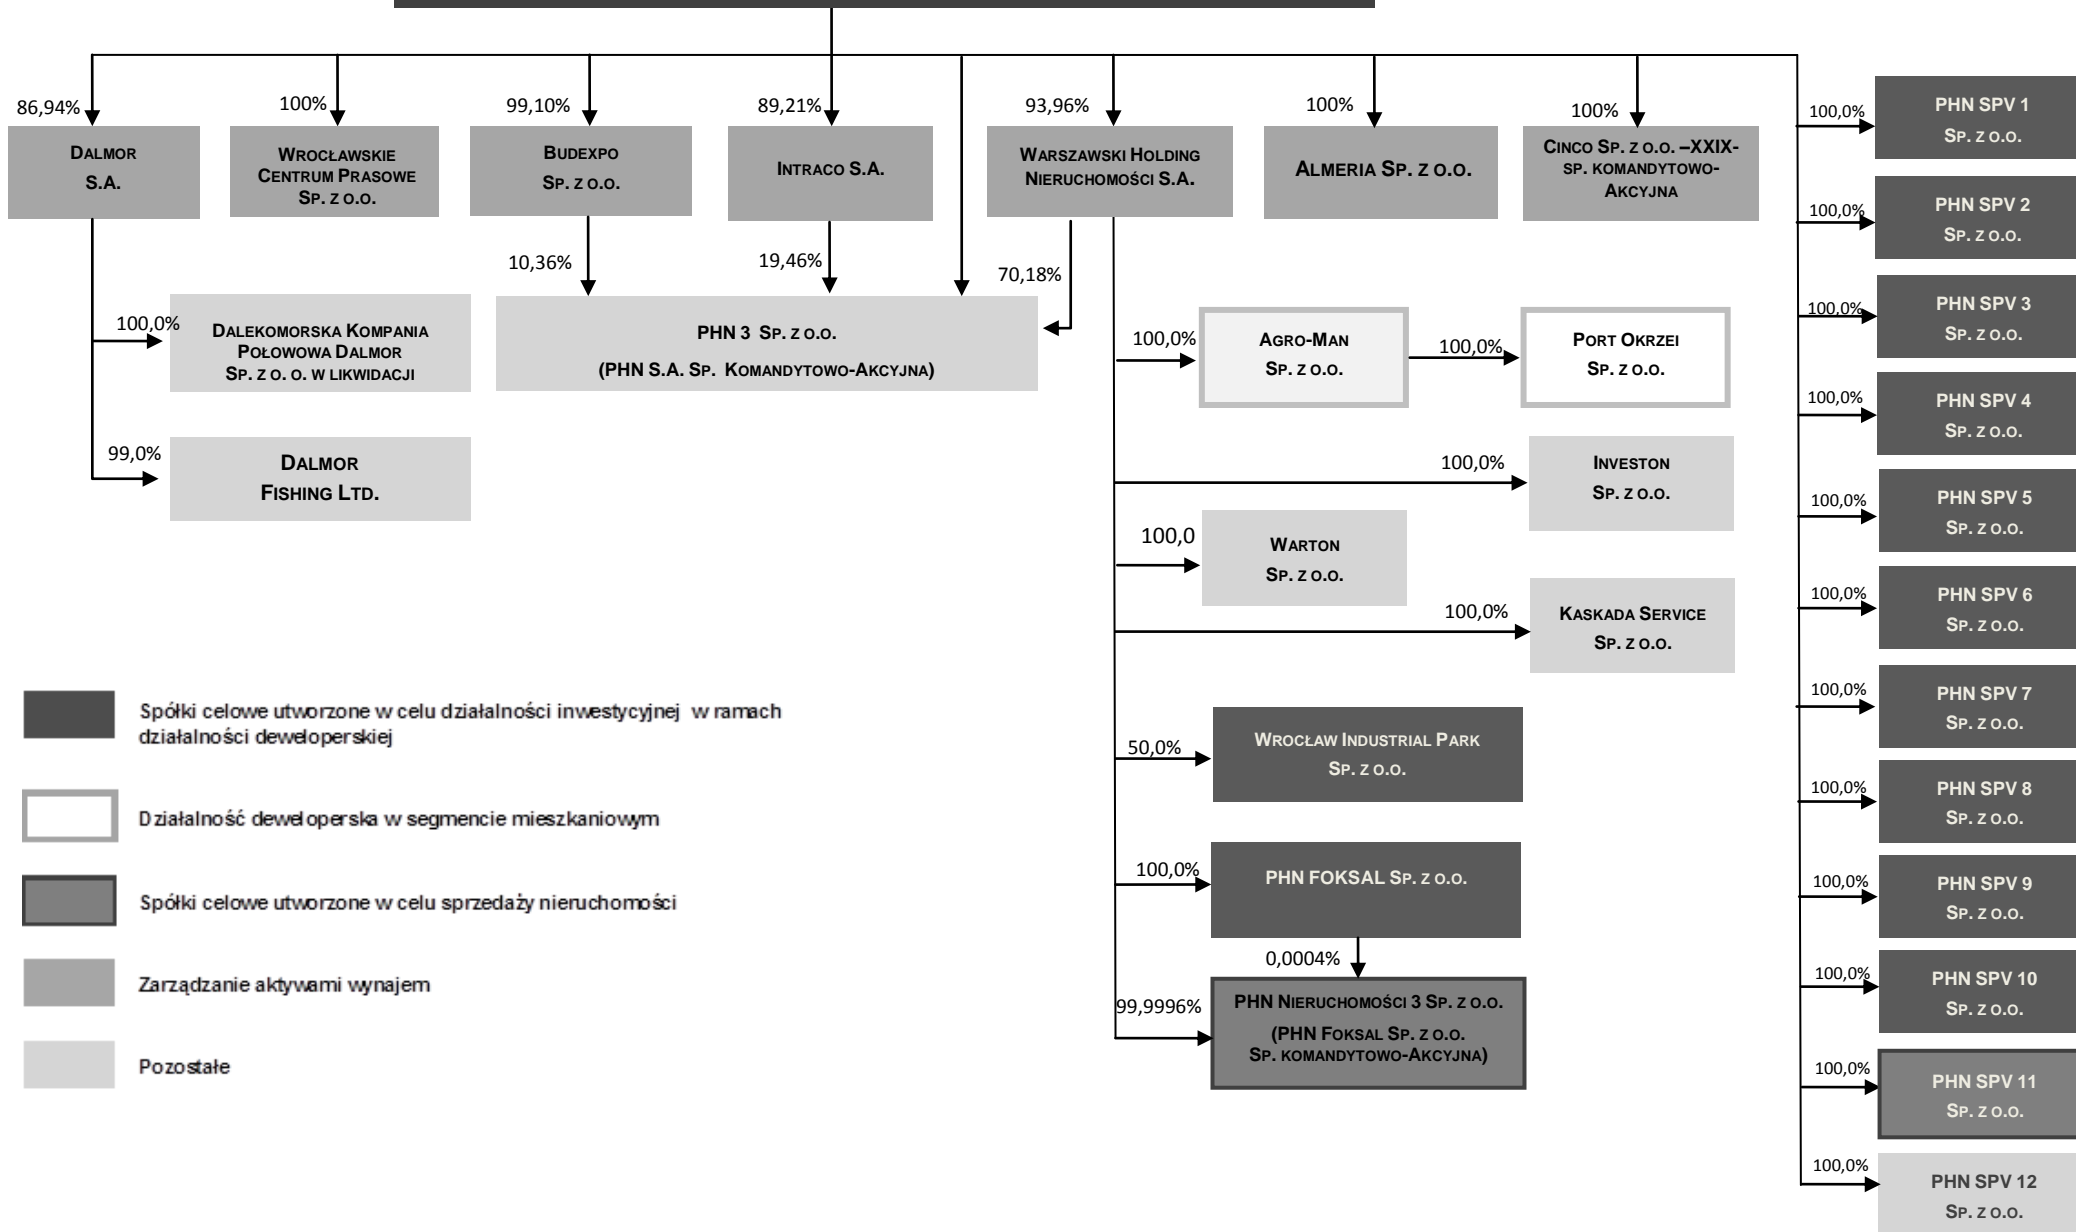 86,94%
DALMOR
S.A.
100%
WROCŁAWSKIE
CENTRUM PRASOWE
SP. Z O.O.
99,10%
BUDEXPO
SP. Z O.O.
89,21%
INTRACO S.A.
93,96%
WARSZAWSKI HOLDING
NIERUCHOMOŚCI S.A.
100%
ALMERIA SP. Z O.O.
100%
CINCO SP. Z O.O. –XXIX-
SP. KOMANDYTOWO-
AKCYJNA
10,36%
19,46%
70,18%
PHN 3 SP. Z O.O.
(PHN S.A. SP. KOMANDYTOWO-AKCYJNA)
100,0%
DALEKOMORSKA KOMPANIA
POŁOWOWA DALMOR
SP. Z O. O. W LIKWIDACJI
99,0%
DALMOR
FISHING LTD.
100,0%
AGRO-MAN
SP. Z O.O.
100,0%
PORT OKRZEI
SP. Z O.O.
100,0%
INVESTON
SP. Z O.O.
100,0
WARTON
SP. Z O.O.
100,0%
KASKADA SERVICE
SP. Z O.O.
50,0%
WROCŁAW INDUSTRIAL PARK
SP. Z O.O.
100,0%
PHN FOKSAL SP. Z O.O.
0,0004%
99,9996%
PHN NIERUCHOMOŚCI 3 SP. Z O.O.
(PHN FOKSAL SP. Z O.O.
SP. KOMANDYTOWO-AKCYJNA)
100,0%
PHN SPV 1
SP. Z O.O.
100,0%
PHN SPV 2
SP. Z O.O.
100,0%
PHN SPV 3
SP. Z O.O.
100,0%
PHN SPV 4
SP. Z O.O.
100,0%
PHN SPV 5
SP. Z O.O.
100,0%
PHN SPV 6
SP. Z O.O.
100,0%
PHN SPV 7
SP. Z O.O.
100,0%
PHN SPV 8
SP. Z O.O.
100,0%
PHN SPV 9
SP. Z O.O.
100,0%
PHN SPV 10
SP. Z O.O.
100,0%
PHN SPV 11
SP. Z O.O.
100,0%
PHN SPV 12
SP. Z O.O.
Spółki celowe utworzone w celu działalności inwestycyjnej w ramach
działalności deweloperskiej
Działalność deweloperska w segmencie mieszkaniowym
Spółki celowe utworzone w celu sprzedaży nieruchomości
Zarządzanie aktywami wynajem
Pozostałe